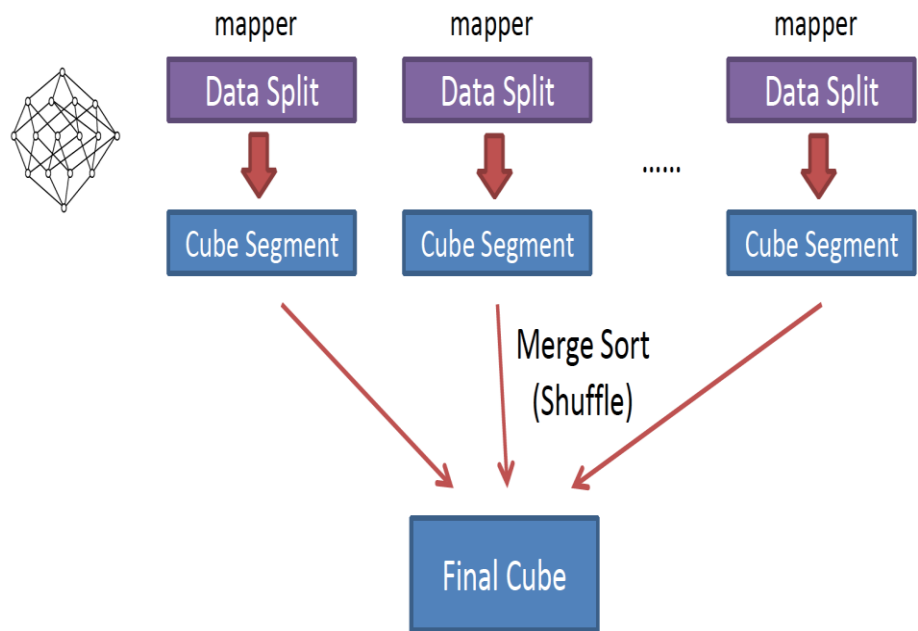 mapper mapper mapper
Data Split Data Split Data Split
......
Cube Segment Cube Segment Cube Segment
Merge Sort
(Shuffle)
Final Cube